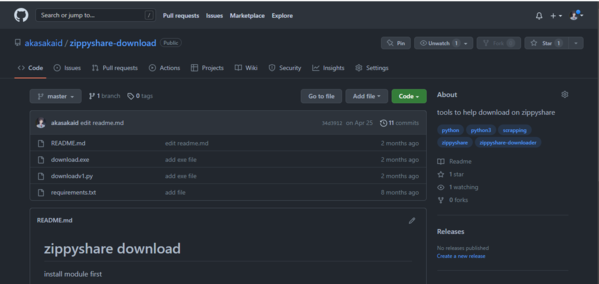 Search or jump to... /
Pull requests Issues Marketplace Explore
akasakaid / zippyshare-download Public
Pin Unwatch 1 Star 1
Code Issues Pull requests Actions Projects Wiki Security Insights Settings
master 1 branch 0 tags Go to file Add file Code
akasakaid edit readme.md on Apr 25 11 commits
README.md edit readme.md 2 months ago
download.exe add exe file 2 months ago
downloadv1.py add exe file 2 months ago
requirements.txt add file 8 months ago
README.md
zippyshare download
install module first
About
tools to help download on zippyshare
python python3 scrapping
zippyshare zippyshare-downloader
Readme
1 star
1 watching
0 forks
Releases
No releases published
Create a new release